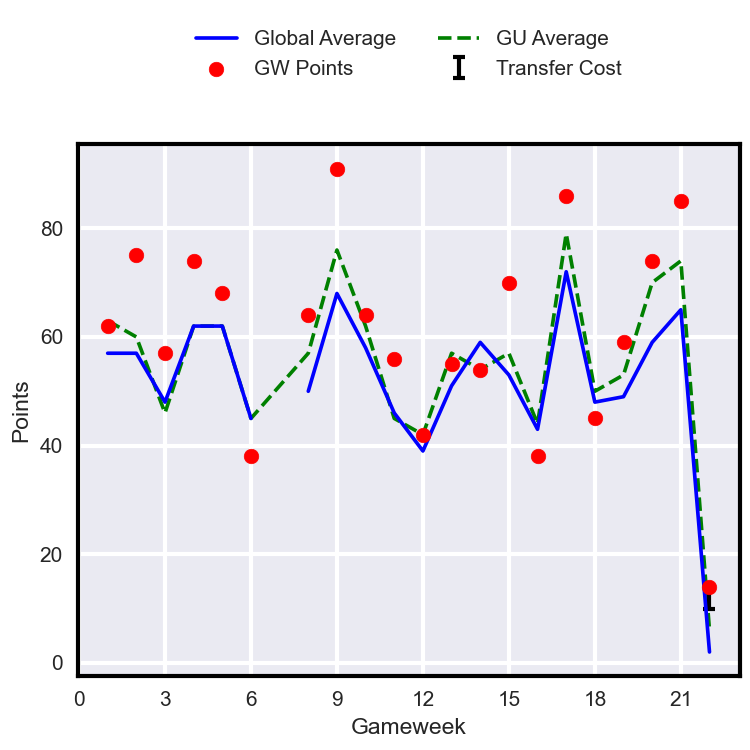 Global Average GU Average
GW Points Transfer Cost
80
60
40
20
0
Points
0 3 6 9 12 15 18 21
Gameweek